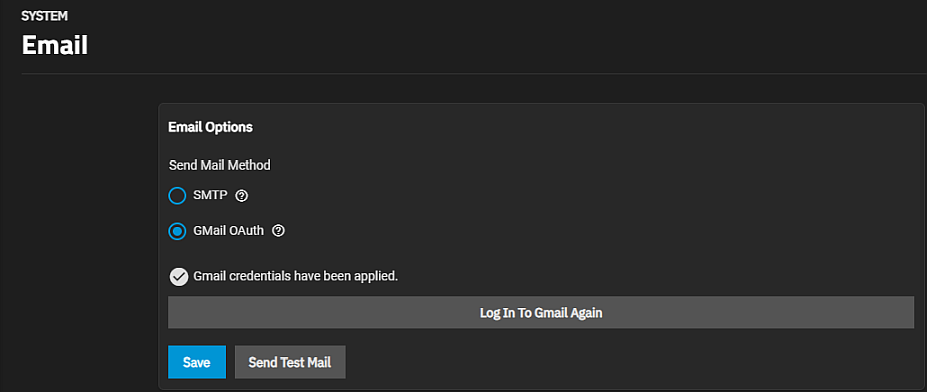 SYSTEM
Email
Email Options
Send Mail Method
SMTP
GMail OAuth
Gmail credentials have been applied.
Log In To Gmail Again
Save Send Test Mail